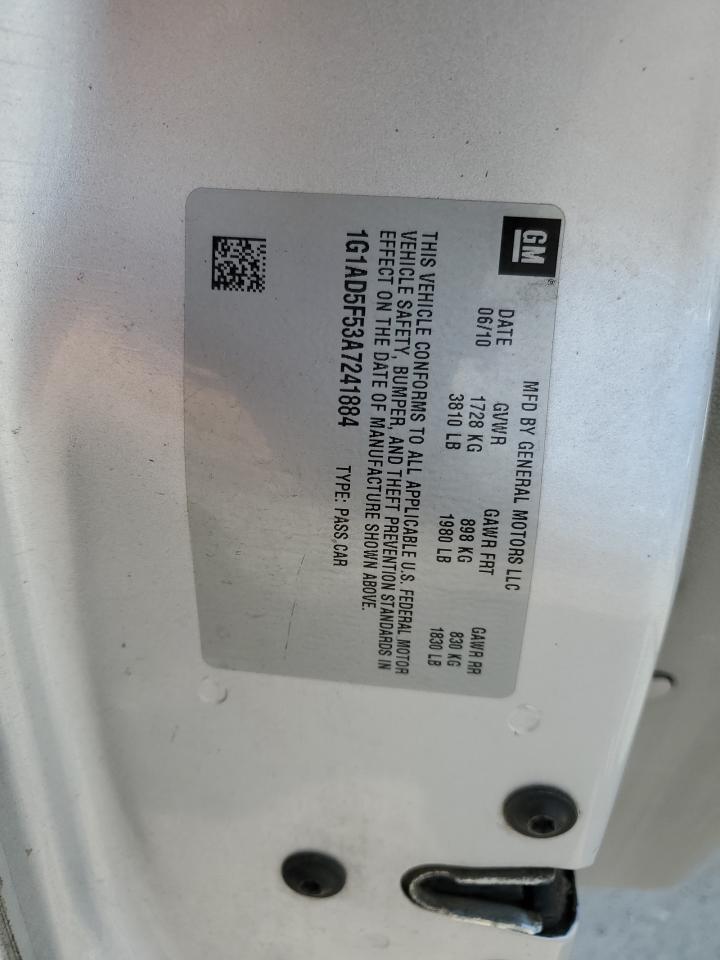 GM
®
MFD BY GENERAL MOTORS LLC
DATE GVWR GAWR FRT GAWR RR
06/10 1728 KG 898 KG 830 KG
3810 LB 1980 LB 1830 LB
THIS VEHICLE CONFORMS TO ALL APPLICABLE U.S. FEDERAL MOTOR
VEHICLE SAFETY, BUMPER, AND THEFT PREVENTION STANDARDS IN
EFFECT ON THE DATE OF MANUFACTURE SHOWN ABOVE.
1G1AD5F53A7241884 TYPE: PASS,CAR